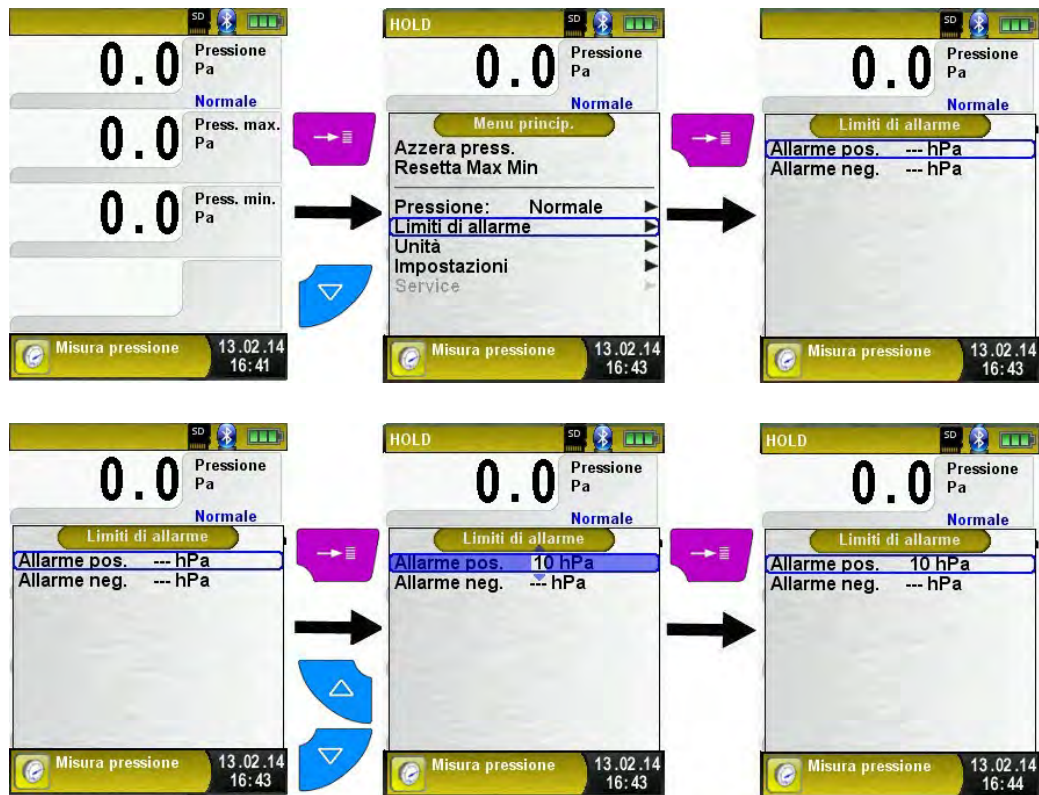 SD
0.0 Pressione
Pa
Normale
0.0 Press. max.
Pa
0.0 Press. min.
Pa
Misura pressione 13.02.14
16:41
HOLD SD
0.0 Pressione
Pa
Normale
Menu princip.
Azzera press.
Resetta Max Min
Pressione: Normale
Limiti di allarme
Unità
Impostazioni
Service
Misura pressione 13.02.14
16:43
SD
0.0 Pressione
Pa
Normale
Limiti di allarme
Allarme pos. --- hPa
Allarme neg. --- hPa
Misura pressione 13.02.14
16:43
SD
0.0 Pressione
Pa
Normale
Limiti di allarme
Allarme pos. --- hPa
Allarme neg. --- hPa
Misura pressione 13.02.14
16:43
HOLD SD
0.0 Pressione
Pa
Normale
Limiti di allarme
Allarme pos. 10 hPa
Allarme neg. --- hPa
Misura pressione 13.02.14
16:43
HOLD SD
0.0 Pressione
Pa
Normale
Limiti di allarme
Allarme pos. 10 hPa
Allarme neg. --- hPa
Misura pressione 13.02.14
16:44